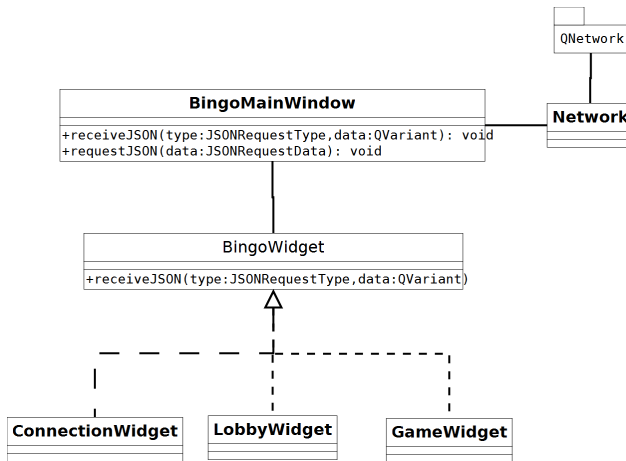 QNetwork
BingoMainWindow
+receiveJSON(type:JSONRequestType,data:QVariant): void
+requestJSON(data:JSONRequestData): void
Network
BingoWidget
+receiveJSON(type:JSONRequestType,data:QVariant)
ConnectionWidget
LobbyWidget
GameWidget